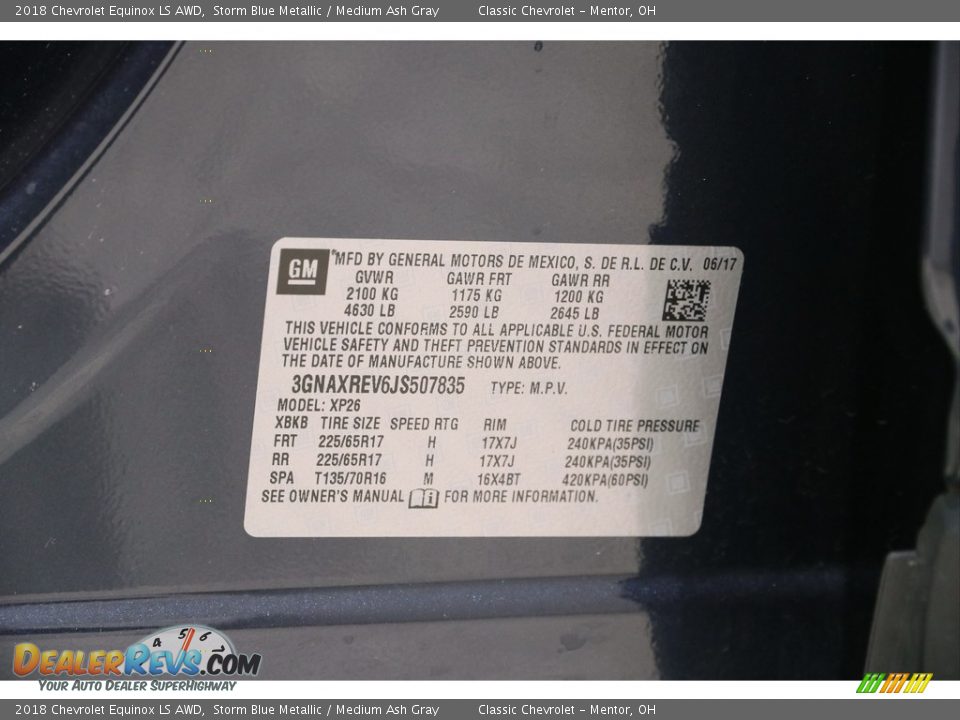 2018 Chevrolet Equinox LS AWD, Storm Blue Metallic / Medium Ash Gray Classic Chevrolet - Mentor, OH
GM *MFD BY GENERAL MOTORS DE MEXICO, S. DE R.L. DE C.V. 06/17
GVWR GAWR FRT GAWR RR
2100 KG 1175 KG 1200 KG
4630 LB 2590 LB 2645 LB
THIS VEHICLE CONFORMS TO ALL APPLICABLE U.S. FEDERAL MOTOR
VEHICLE SAFETY AND THEFT PREVENTION STANDARDS IN EFFECT ON
THE DATE OF MANUFACTURE SHOWN ABOVE.
3GNAXREV6JS507835 TYPE: M.P.V.
MODEL: XP26
XBKB TIRE SIZE SPEED RTG RIM COLD TIRE PRESSURE
FRT 225/65R17 H 17X7J 240KPA(35PSI)
RR 225/65R17 H 17X7J 240KPA(35PSI)
SPA T135/70R16 M 16X4BT 420KPA(60PSI)
SEE OWNER'S MANUAL i FOR MORE INFORMATION.
4 5 6 7
DEALERREVS.COM
YOUR AUTO DEALER SUPERHIGHWAY
2018 Chevrolet Equinox LS AWD, Storm Blue Metallic / Medium Ash Gray Classic Chevrolet - Mentor, OH